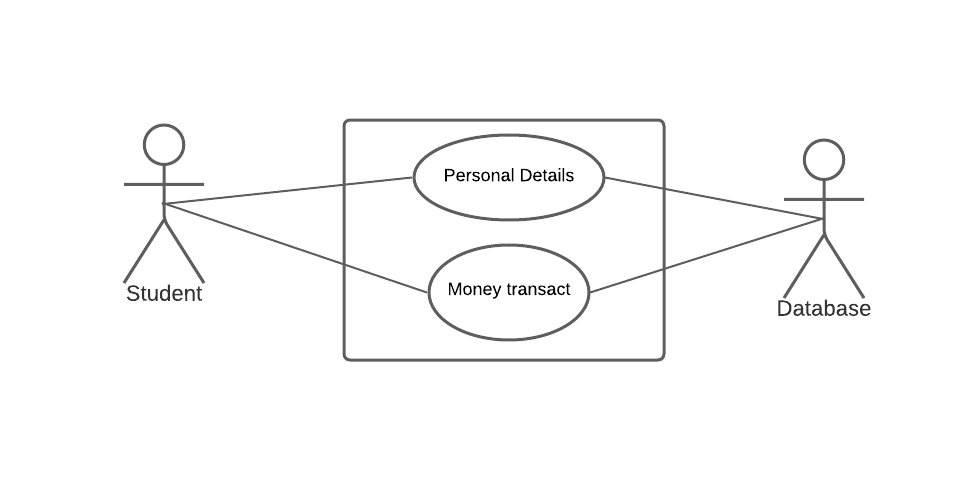 Personal Details
Money transact
Student
Database